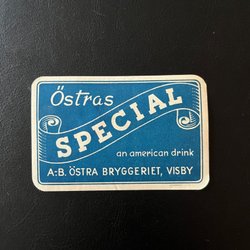 Östras
SPECIAL
an american drink
A:B. ÖSTRA BRYGGERIET, VISBY